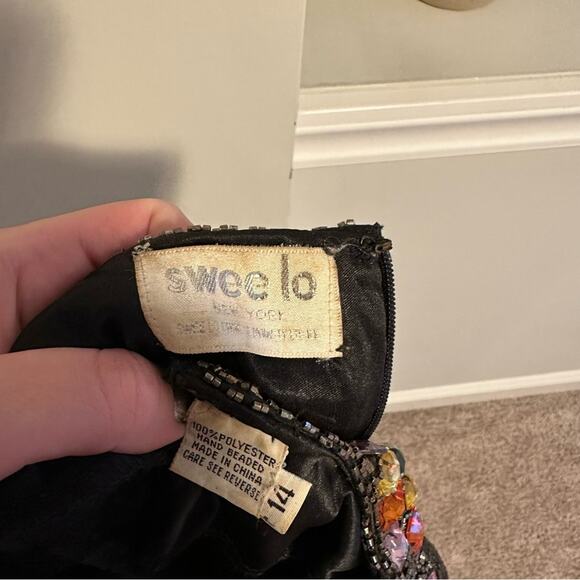 swee lo
NEW YORK
100% POLYESTER
HAND BEADED
MADE IN CHINA
CARE SEE REVERSE
14